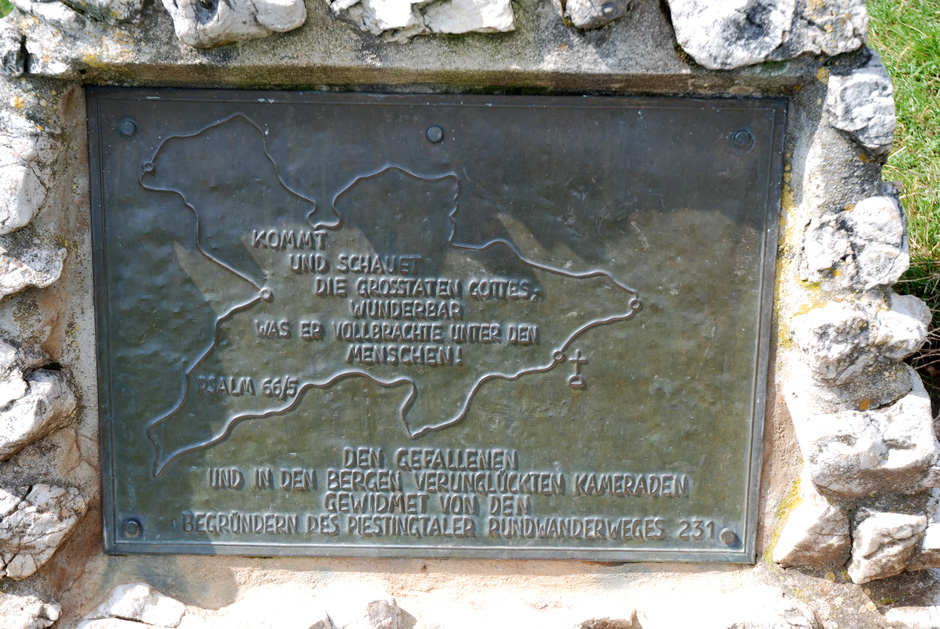 KOMMT
UND SCHAUET
DIE GROSSTATEN GOTTES,
WUNDERBAR
WAS ER VOLLBRACHTE UNTER DEN
MENSCHEN!
PSALM 66/5
DEN GEFALLENEN
UND IN DEN BERGEN VERUNGLÜCKTEN KAMERADEN
GEWIDMET VON DEN
BEGRÜNDERN DES PIESTINGTALER RUNDWANDERWEGES 231